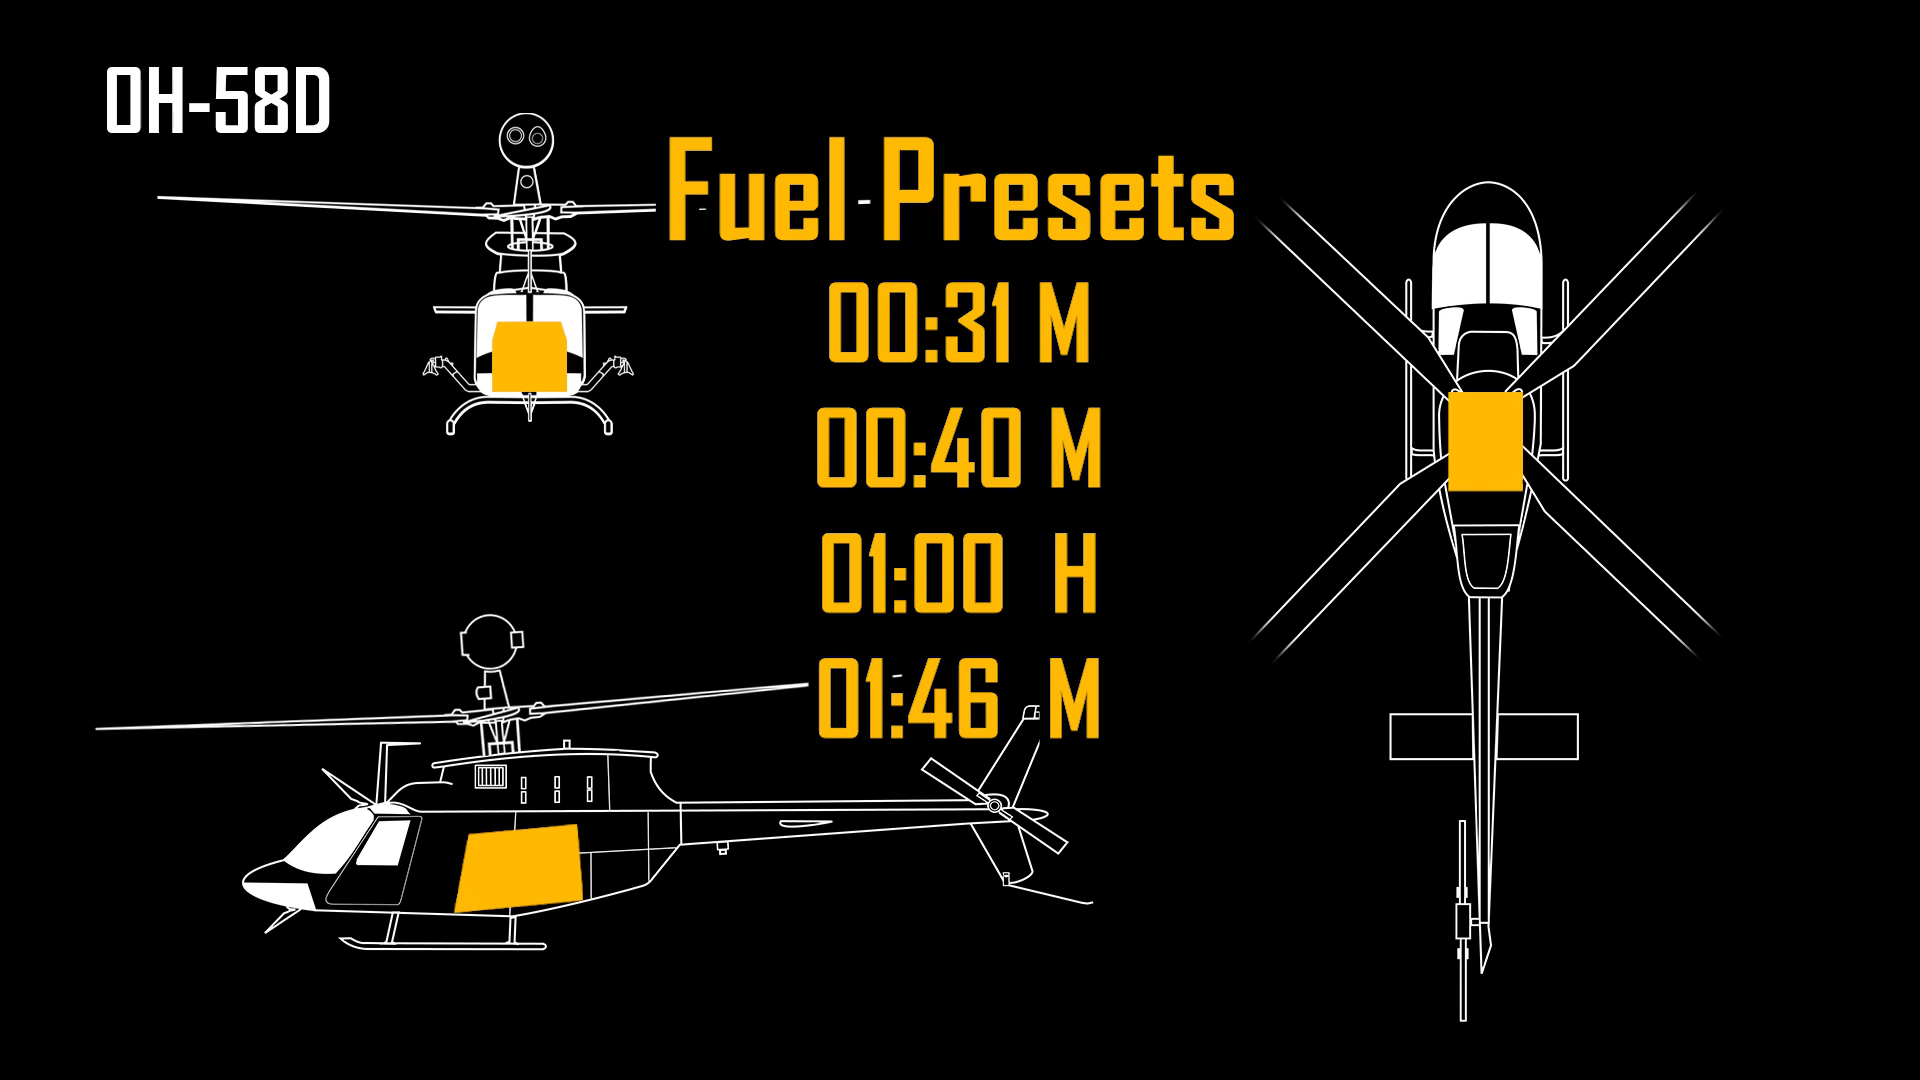 OH-58D
Fuel Presets
00:31 M
00:40 M
01:00 H
01:46 M